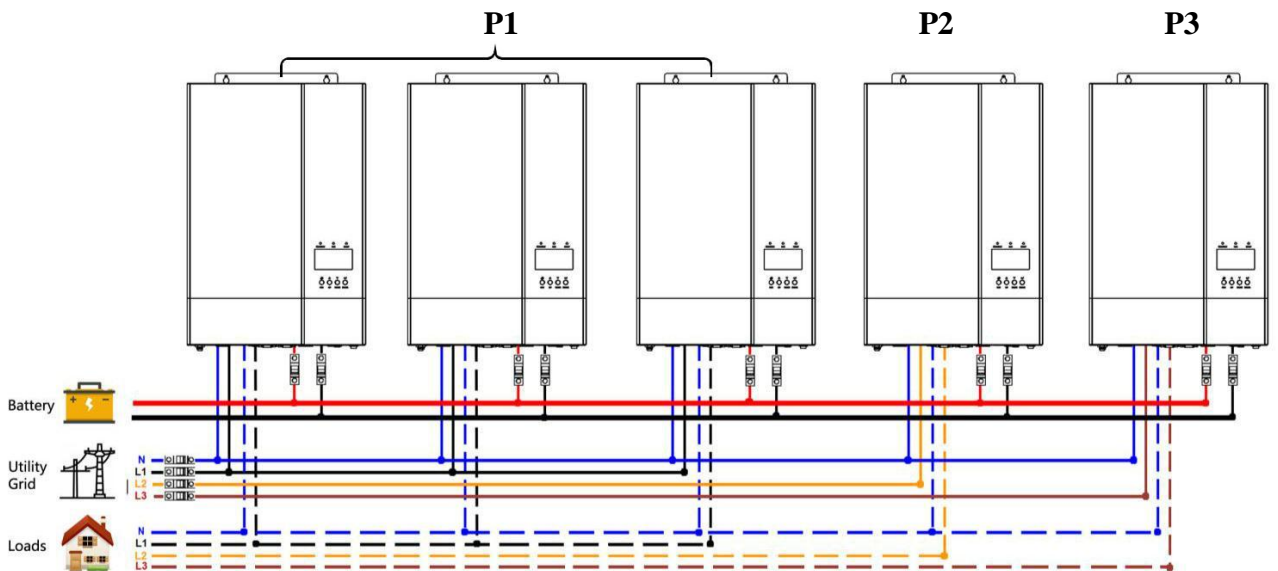 P1 P2 P3
Battery
+ -
Utility
Grid
N
L1
L2
L3
Loads
N
L1
L2
L3